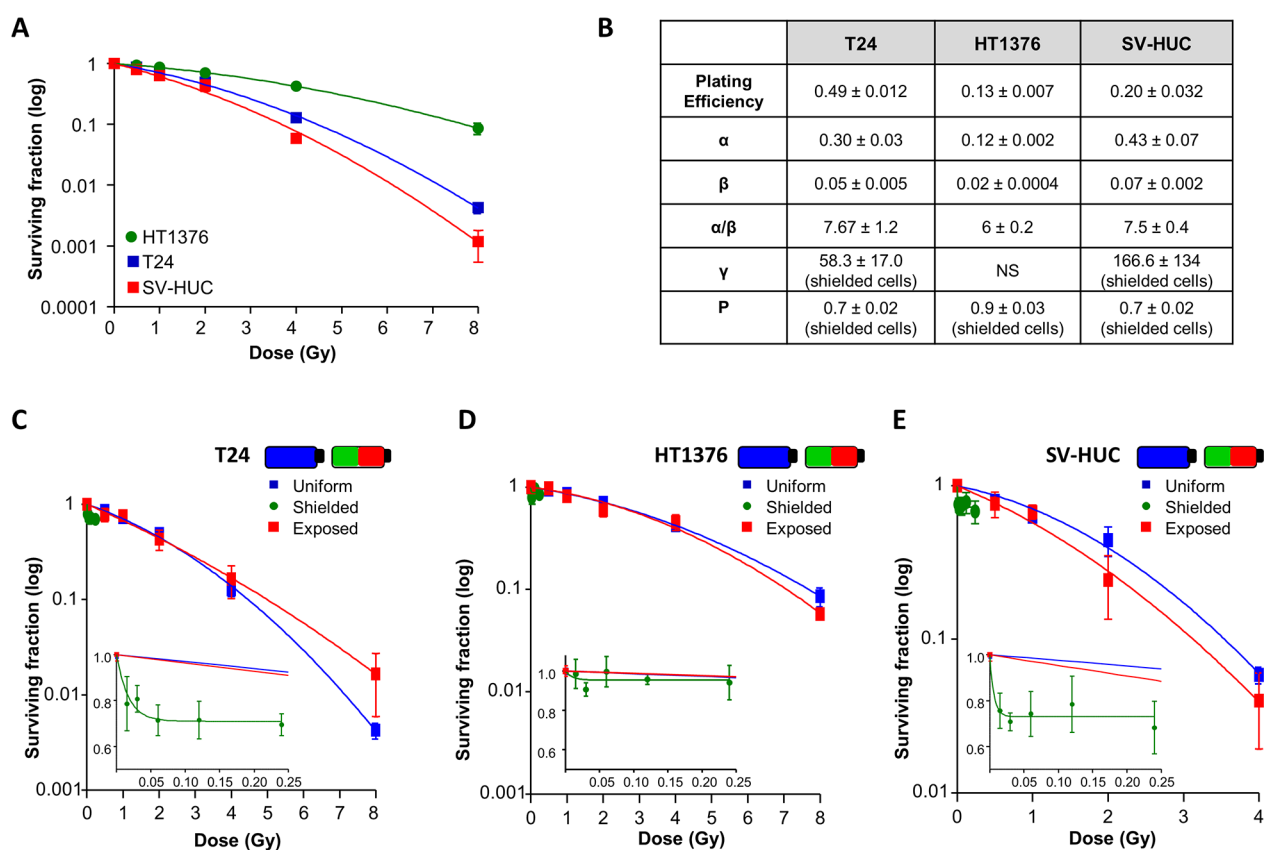 A
Surviving fraction (log)
1
0.1
0.01
0.001
0.0001
HT1376
T24
SV-HUC
0 1 2 3 4 5 6 7 8
Dose (Gy)
B
T24 HT1376 SV-HUC
Plating
Efficiency
0.49 ± 0.012 0.13 ± 0.007 0.20 ± 0.032
α 0.30 ± 0.03 0.12 ± 0.002 0.43 ± 0.07
β 0.05 ± 0.005 0.02 ± 0.0004 0.07 ± 0.002
α/β 7.67 ± 1.2 6 ± 0.2 7.5 ± 0.4
γ 58.3 ± 17.0 NS 166.6 ± 134
(shielded cells) (shielded cells)
P 0.7 ± 0.02 0.9 ± 0.03 0.7 ± 0.02
(shielded cells) (shielded cells) (shielded cells)
C
T24
Uniform
Shielded
Exposed
Surviving fraction (log)
1
0.1
0.01
0.001
1.0
0.8
0.6
0.05 0.10 0.15 0.20 0.25
0 1 2 3 4 5 6 7 8
Dose (Gy)
D
HT1376
Uniform
Shielded
Exposed
Surviving fraction (log)
1
0.1
0.01
0.001
1.0
0.8
0.6
0.05 0.10 0.15 0.20 0.25
0 1 2 3 4 5 6 7 8
Dose (Gy)
E
SV-HUC
Uniform
Shielded
Exposed
Surviving fraction (log)
1
0.1
0.01
1.0
0.8
0.6
0.05 0.10 0.15 0.20 0.25
0 1 2 3 4
Dose (Gy)